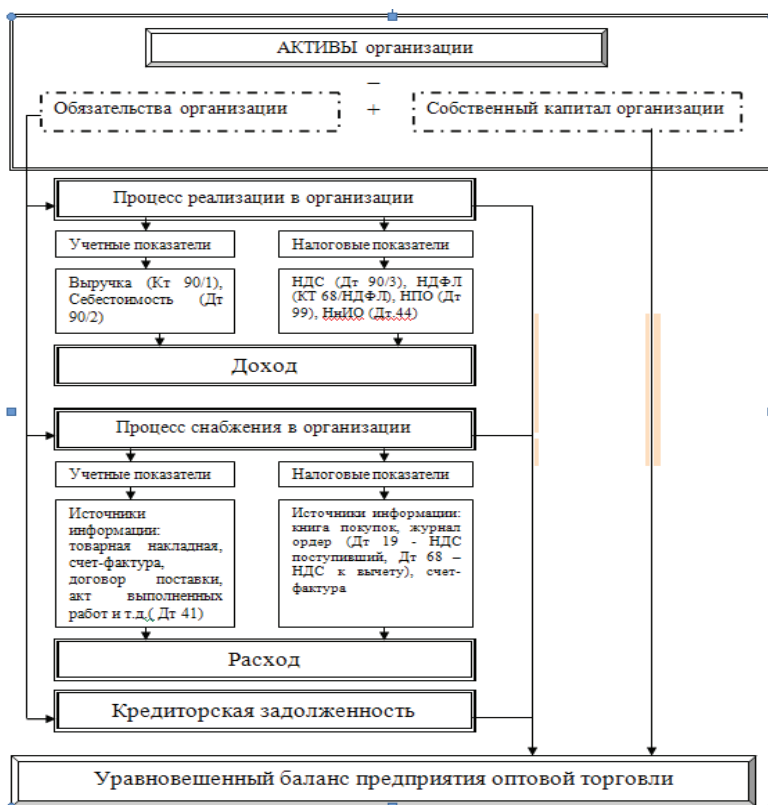 АКТИВЫ организации
–
Обязательства организации + Собственный капитал организации
Процесс реализации в организации
Учетные показатели
Налоговые показатели
Выручка (Кт 90/1),
Себестоимость (Дт
90/2)
НДС (Дт 90/3), НДФЛ
(КТ 68/НДФЛ), НПО (Дт
99), НнИО (Дт.44)
Доход
Процесс снабжения в организации
Учетные показатели
Налоговые показатели
Источники
информации:
товарная накладная,
счет-фактура,
договор поставки,
акт выполненных
работ и т.д.( Дт 41)
Источники информации:
книга покупок, журнал
ордер (Дт 19 - НДС
поступивший, Дт 68 –
НДС к вычету), счет-
фактура
Расход
Кредиторская задолженность
Уравновешенный баланс предприятия оптовой торговли